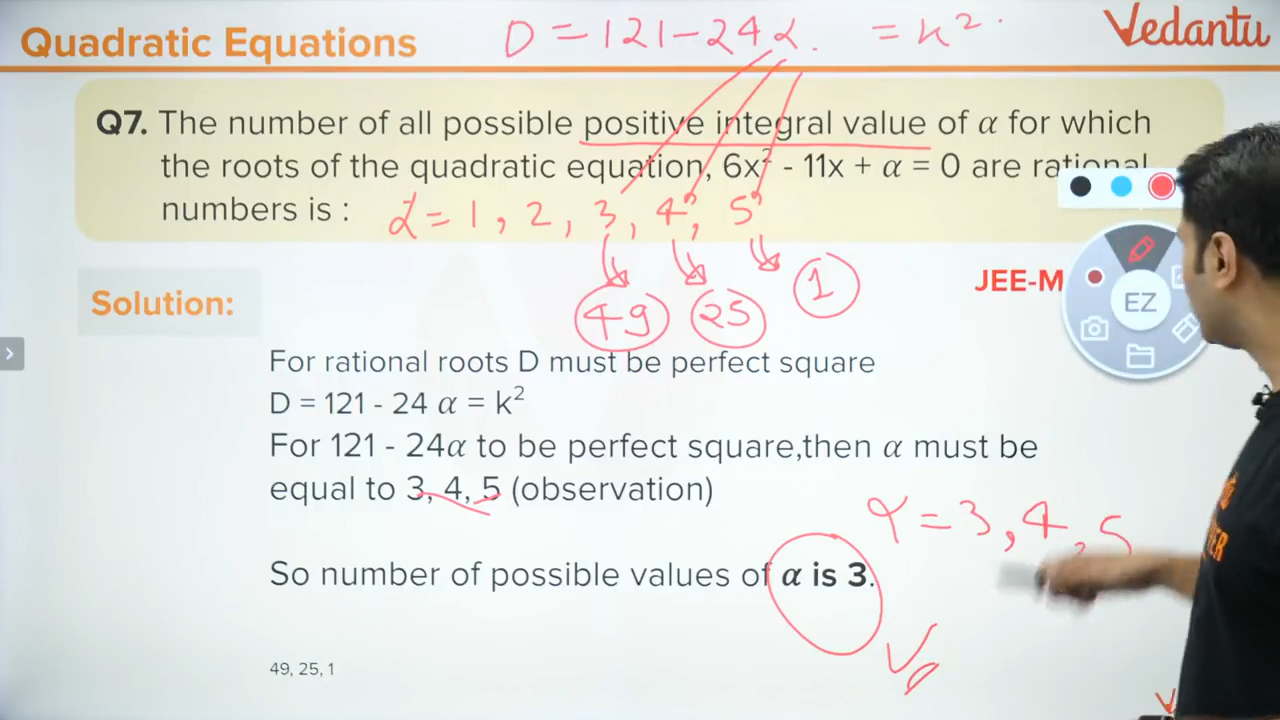 Quadratic Equations
D = 121 - 24α. = k².
Vedantu
Q7. The number of all possible positive integral value of α for which
the roots of the quadratic equation, 6x² - 11x + α = 0 are rational
numbers is :
α = 1, 2, 3, 4, 5
49 25 1
JEE-M
EZ
Solution:
For rational roots D must be perfect square
D = 121 - 24 α = k²
For 121 - 24α to be perfect square,then α must be
equal to 3, 4, 5 (observation)
α = 3, 4, 5
So number of possible values of α is 3.
49, 25, 1